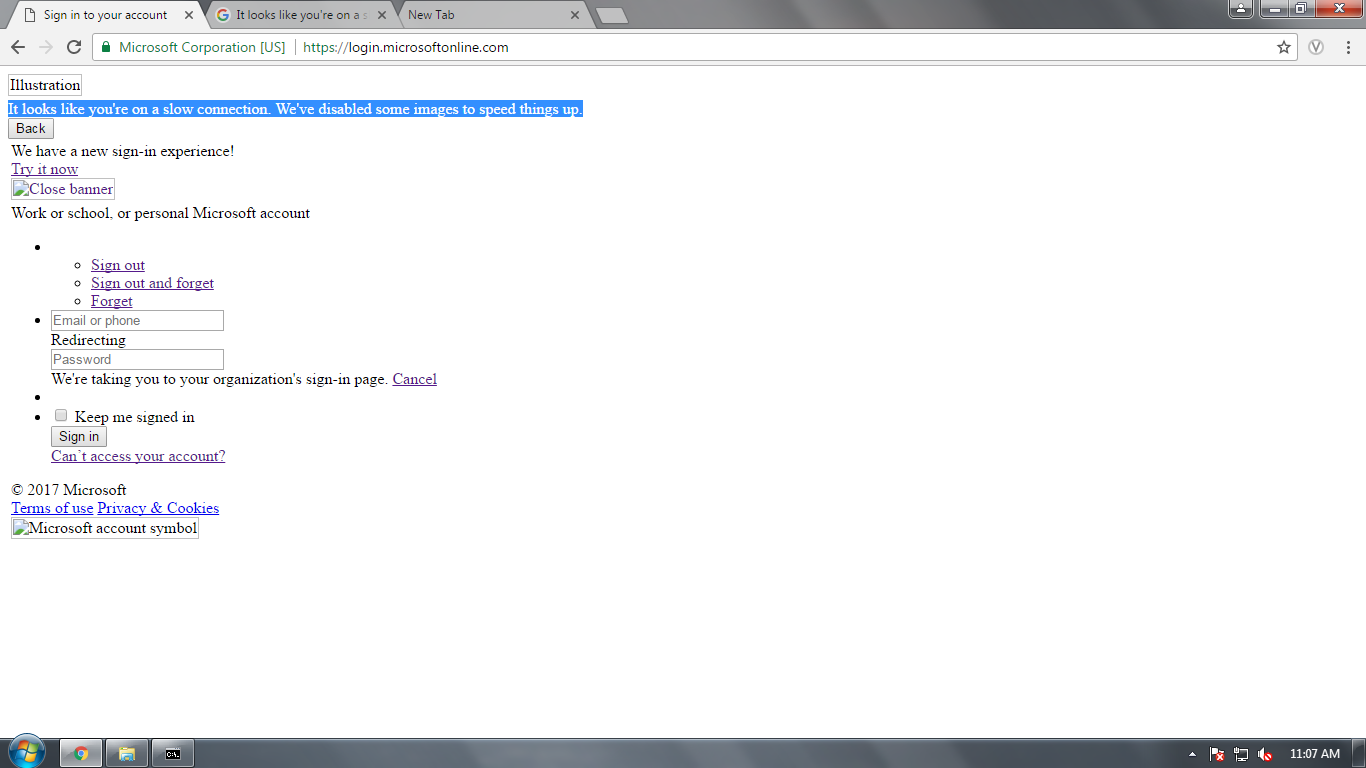 Sign in to your account
It looks like you're on a s
New Tab
Microsoft Corporation [US]
https://login.microsoftonline.com
Illustration
It looks like you're on a slow connection. We've disabled some images to speed things up.
Back
We have a new sign-in experience!
Try it now
Close banner
Work or school, or personal Microsoft account
Sign out
Sign out and forget
Forget
Email or phone
Redirecting
Password
We're taking you to your organization's sign-in page. Cancel
Keep me signed in
Sign in
Can`t access your account?
© 2017 Microsoft
Terms of use Privacy & Cookies
Microsoft account symbol
11:07 AM